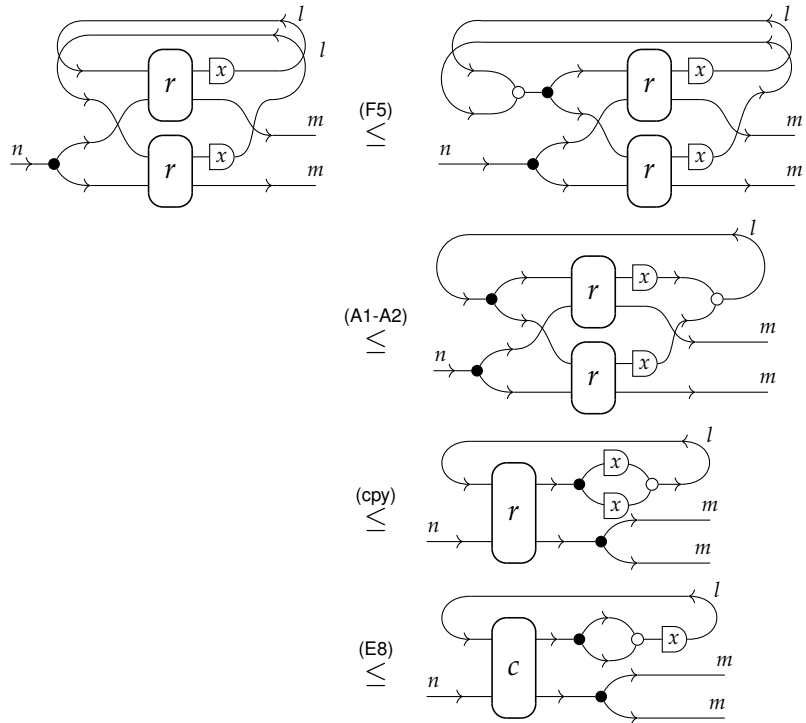 l l
l
r x r x
n m m
(F5)
≤
l l
r x r x
n m m
(A1-A2)
≤
l
r x r x
n m m
(cpy)
≤
l
x x
r
n m m
(E8)
≤
l
x
c
n m m